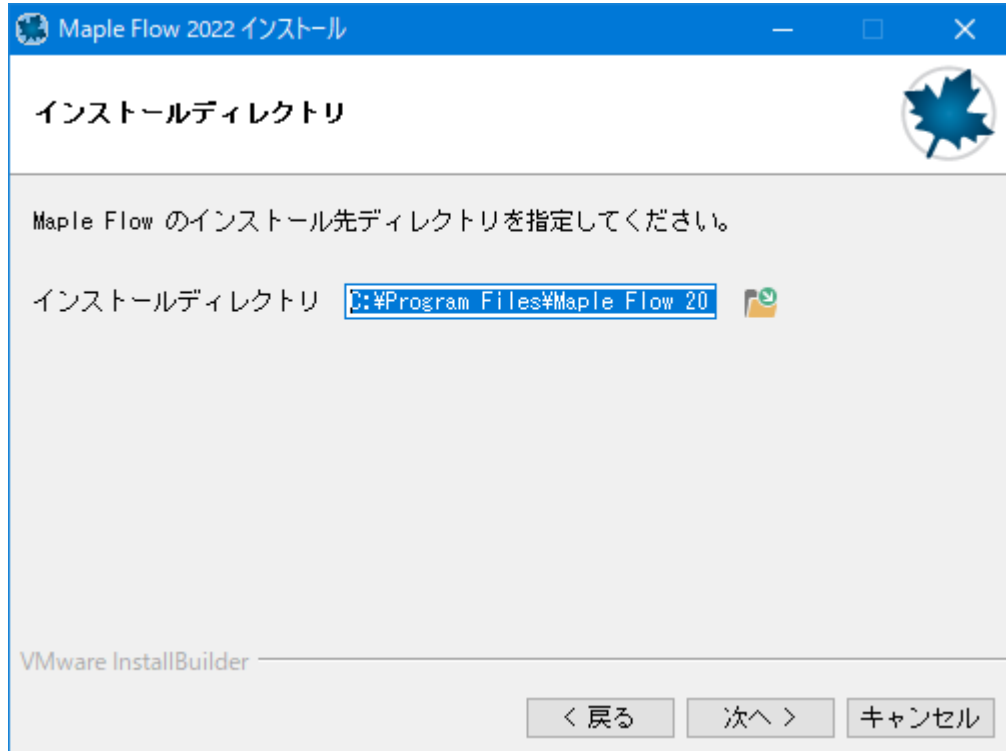 Maple Flow 2022 インストール
インストールディレクトリ
Maple Flow のインストール先ディレクトリを指定してください。
インストールディレクトリ C:¥Program Files¥Maple Flow 20
VMware InstallBuilder
< 戻る 次へ > キャンセル